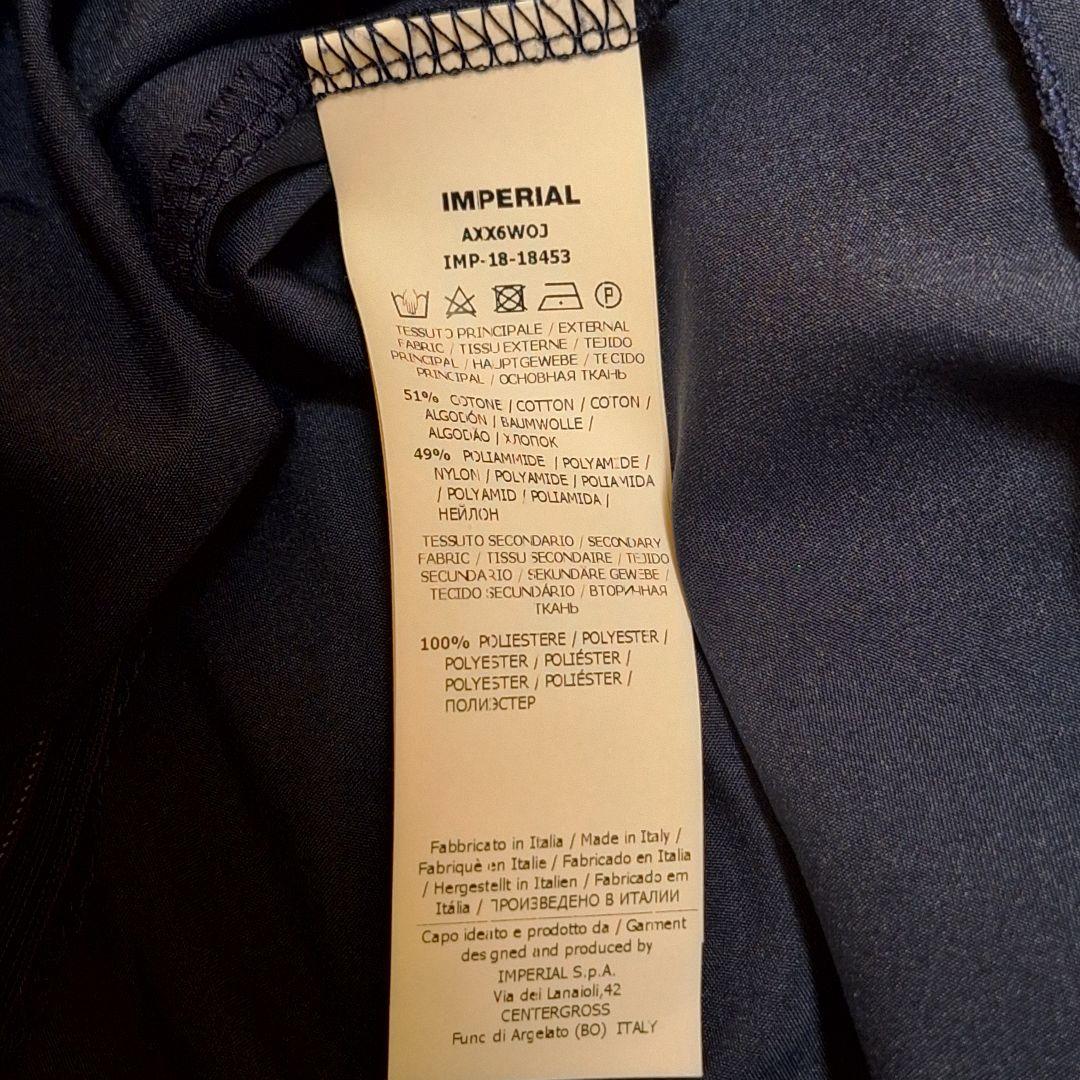 IMPERIAL
AXX6WOJ
IMP-18-18453
P
TESSUTO PRINCIPALE / EXTERNAL
FABRIC / TISSU EXTERNE / TEJIDO
PRINCIPAL / HAUPTGEWEBE / TECIDO
PRINCIPAL / ОСНОВНАЯ ТКАНЬ
51% COTONE / COTTON / COTON /
ALGODÓN / BAUMWOLLE /
ALGODÃO / ХЛОПОК
49% POLIAMMIDE / POLYAMIDE /
NYLON / POLYAMIDE / POLIAMIDA
/ POLYAMID / POLIAMIDA /
НЕЙЛОН
TESSUTO SECONDARIO / SECONDARY
FABRIC / TISSU SECONDAIRE / TEJIDO
SECUNDARIO / SEKUNDÄRE GEWEBE /
TECIDO SECUNDÁRIO / ВТОРИЧНАЯ
ТКАНЬ
100% POLIESTERE / POLYESTER /
POLYESTER / POLIÉSTER /
POLYESTER / POLIÉSTER /
ПОЛИЭСТЕР
Fabbricato in Italia / Made in Italy /
Fabriquè en Italie / Fabricado en Italia
/ Hergestellt in Italien / Fabricado em
Itália / ПРОИЗВЕДЕНО В ИТАЛИИ
Capo ideato e prodotto da / Garment
designed and produced by
IMPERIAL S.p.A.
Via dei Lanaioli,42
CENTERGROSS
Func di Argelato (BO) ITALY